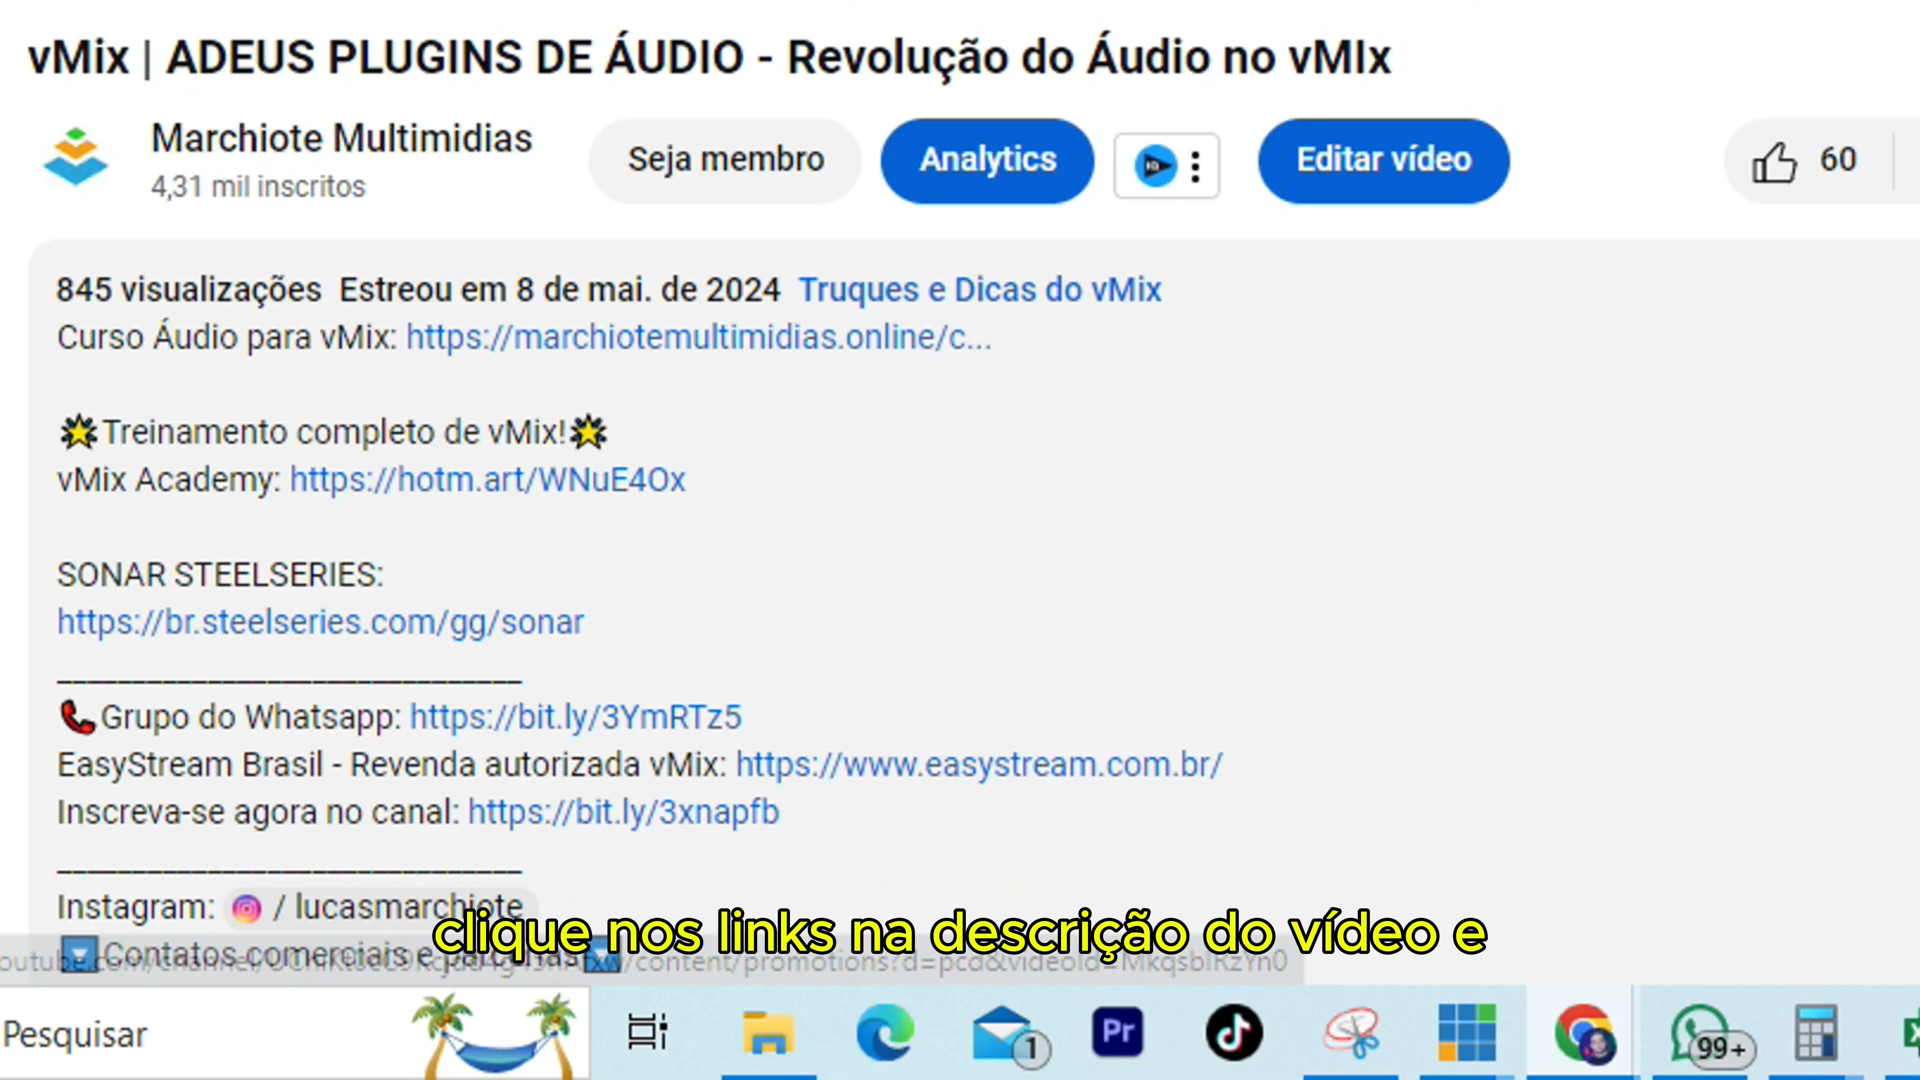 vMix | ADEUS PLUGINS DE ÁUDIO - Revolução do Áudio no vMIx
Marchiote Multimidias
4,31 mil inscritos
Seja membro
Analytics
Editar vídeo
60
845 visualizações Estreou em 8 de mai. de 2024 Truques e Dicas do vMix
Curso Áudio para vMix: https://marchiotemultimidias.online/c...
🌟Treinamento completo de vMix!🌟
vMix Academy: https://hotm.art/WNuE4Ox
SONAR STEELSERIES:
https://br.steelseries.com/gg/sonar
______________________________
📞Grupo do Whatsapp: https://bit.ly/3YmRTz5
EasyStream Brasil - Revenda autorizada vMix: https://www.easystream.com.br/
Inscreva-se agora no canal: https://bit.ly/3xnapfb
______________________________
Instagram: / lucasmarchiote
clique nos links na descrição do vídeo e
Contatos comerciais e parcerias
Pesquisar
1
Pr
99+